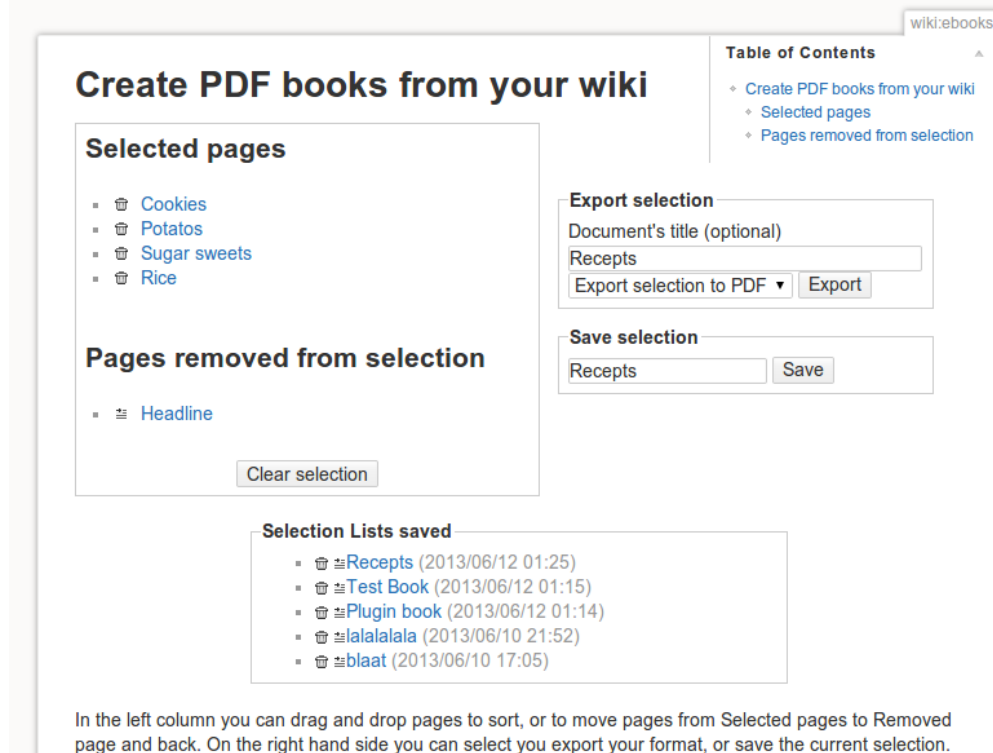 wiki:ebooks
Table of Contents
Create PDF books from your wiki
Selected pages
Pages removed from selection
Create PDF books from your wiki
Selected pages
Cookies
Potatos
Sugar sweets
Rice
Pages removed from selection
Headline
Clear selection
Export selection
Document's title (optional)
Recepts
Export selection to PDF ▼ Export
Save selection
Recepts Save
Selection Lists saved
Recepts (2013/06/12 01:25)
Test Book (2013/06/12 01:15)
Plugin book (2013/06/12 01:14)
lalalalala (2013/06/10 21:52)
blaat (2013/06/10 17:05)
In the left column you can drag and drop pages to sort, or to move pages from Selected pages to Removed
page and back. On the right hand side you can select you export your format, or save the current selection.